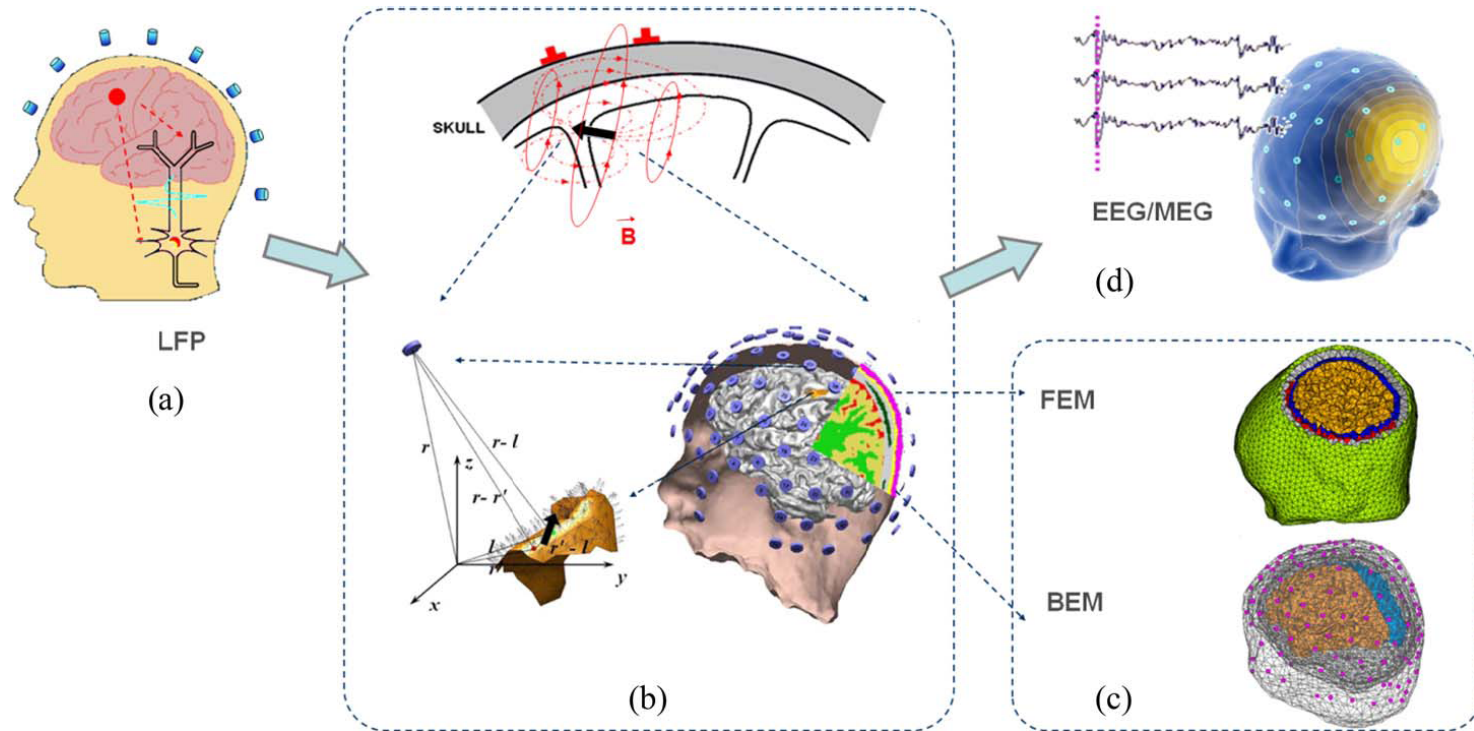 LFP
(a)
SKULL
B
r
r- l
z
r- r'
l
r' - l
r'
y
x
(b)
EEG/MEG
(d)
FEM
BEM
(c)